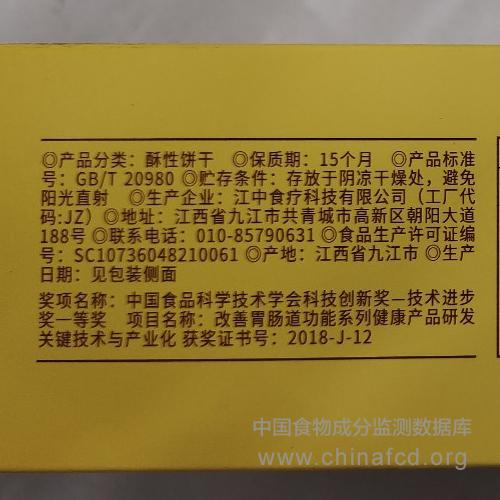 ◎产品分类：酥性饼干 ◎保质期：15个月 ◎产品标准
号：GB/T 20980 ◎贮存条件：存放于阴凉干燥处，避免
阳光直射 ◎生产企业：江中食疗科技有限公司（工厂代
码:JZ）◎地址：江西省九江市共青城市高新区朝阳大道
188号 ◎联系电话：010-85790631 ◎食品生产许可证编
号：SC10736048210061 ◎产地：江西省九江市 ◎生产
日期：见包装侧面
奖项名称：中国食品科学技术学会科技创新奖—技术进步
奖一等奖 项目名称：改善胃肠道功能系列健康产品研发
关键技术与产业化 获奖证书号：2018-J-12
中国食物成分监测数据库
www.chinafcd.org